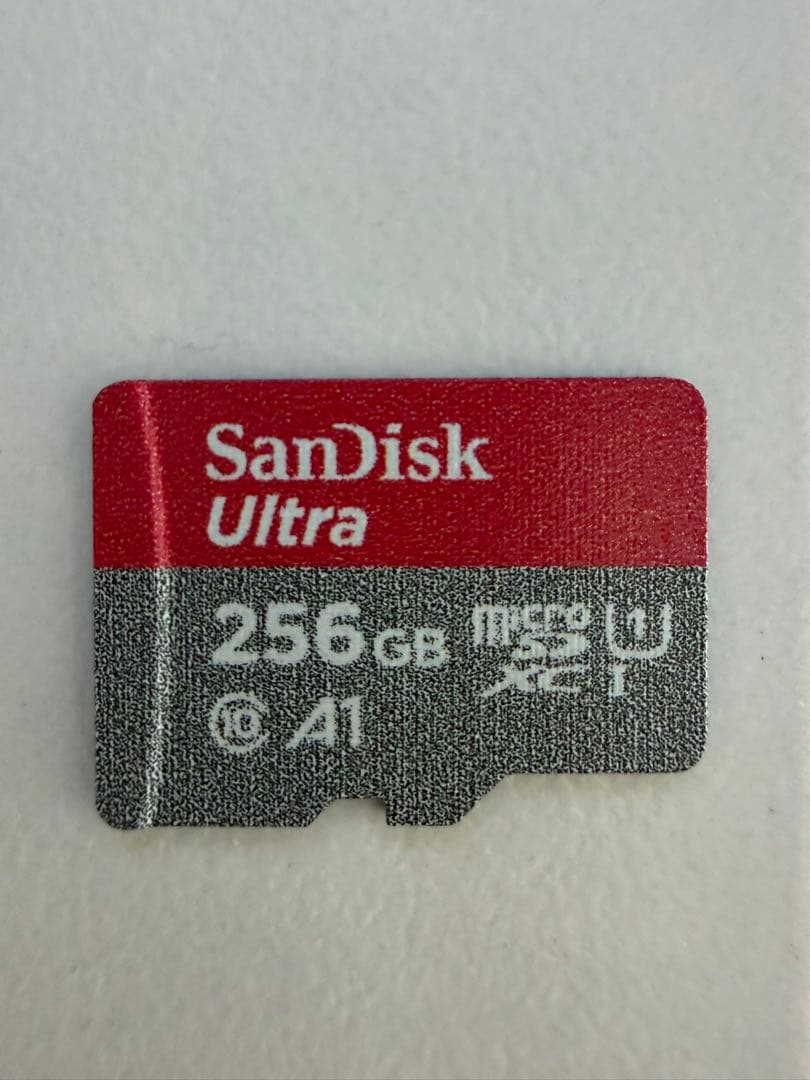 SanDisk
Ultra
256GB micro SD XC U1 I
10 A1